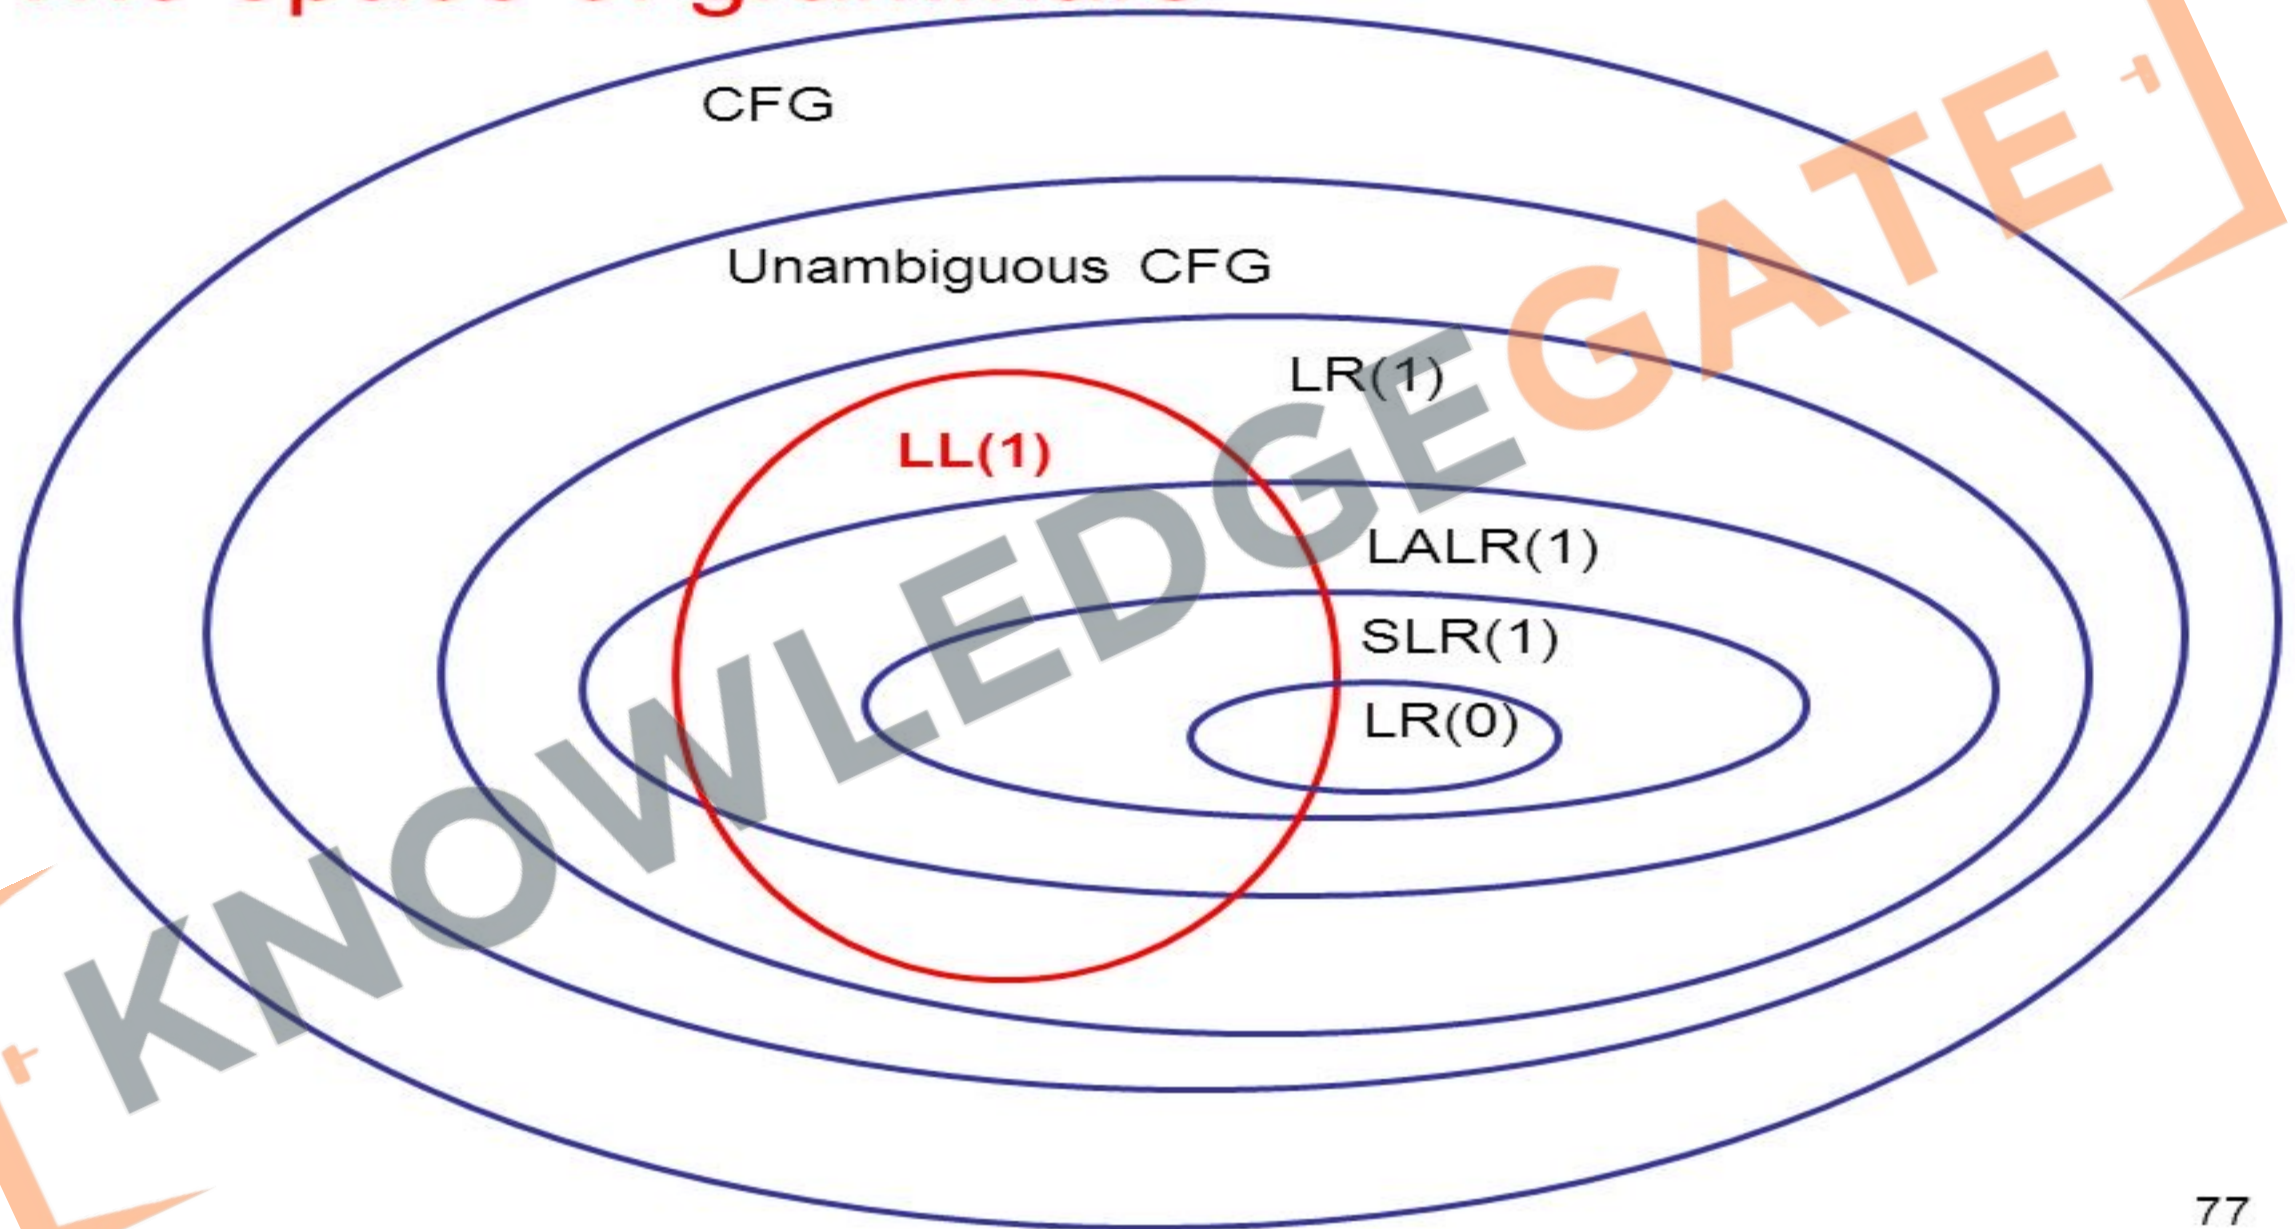 CFG
Unambiguous CFG
LR(1)
LL(1)
LALR(1)
SLR(1)
LR(0)
KNOWLEDGEGATE
77